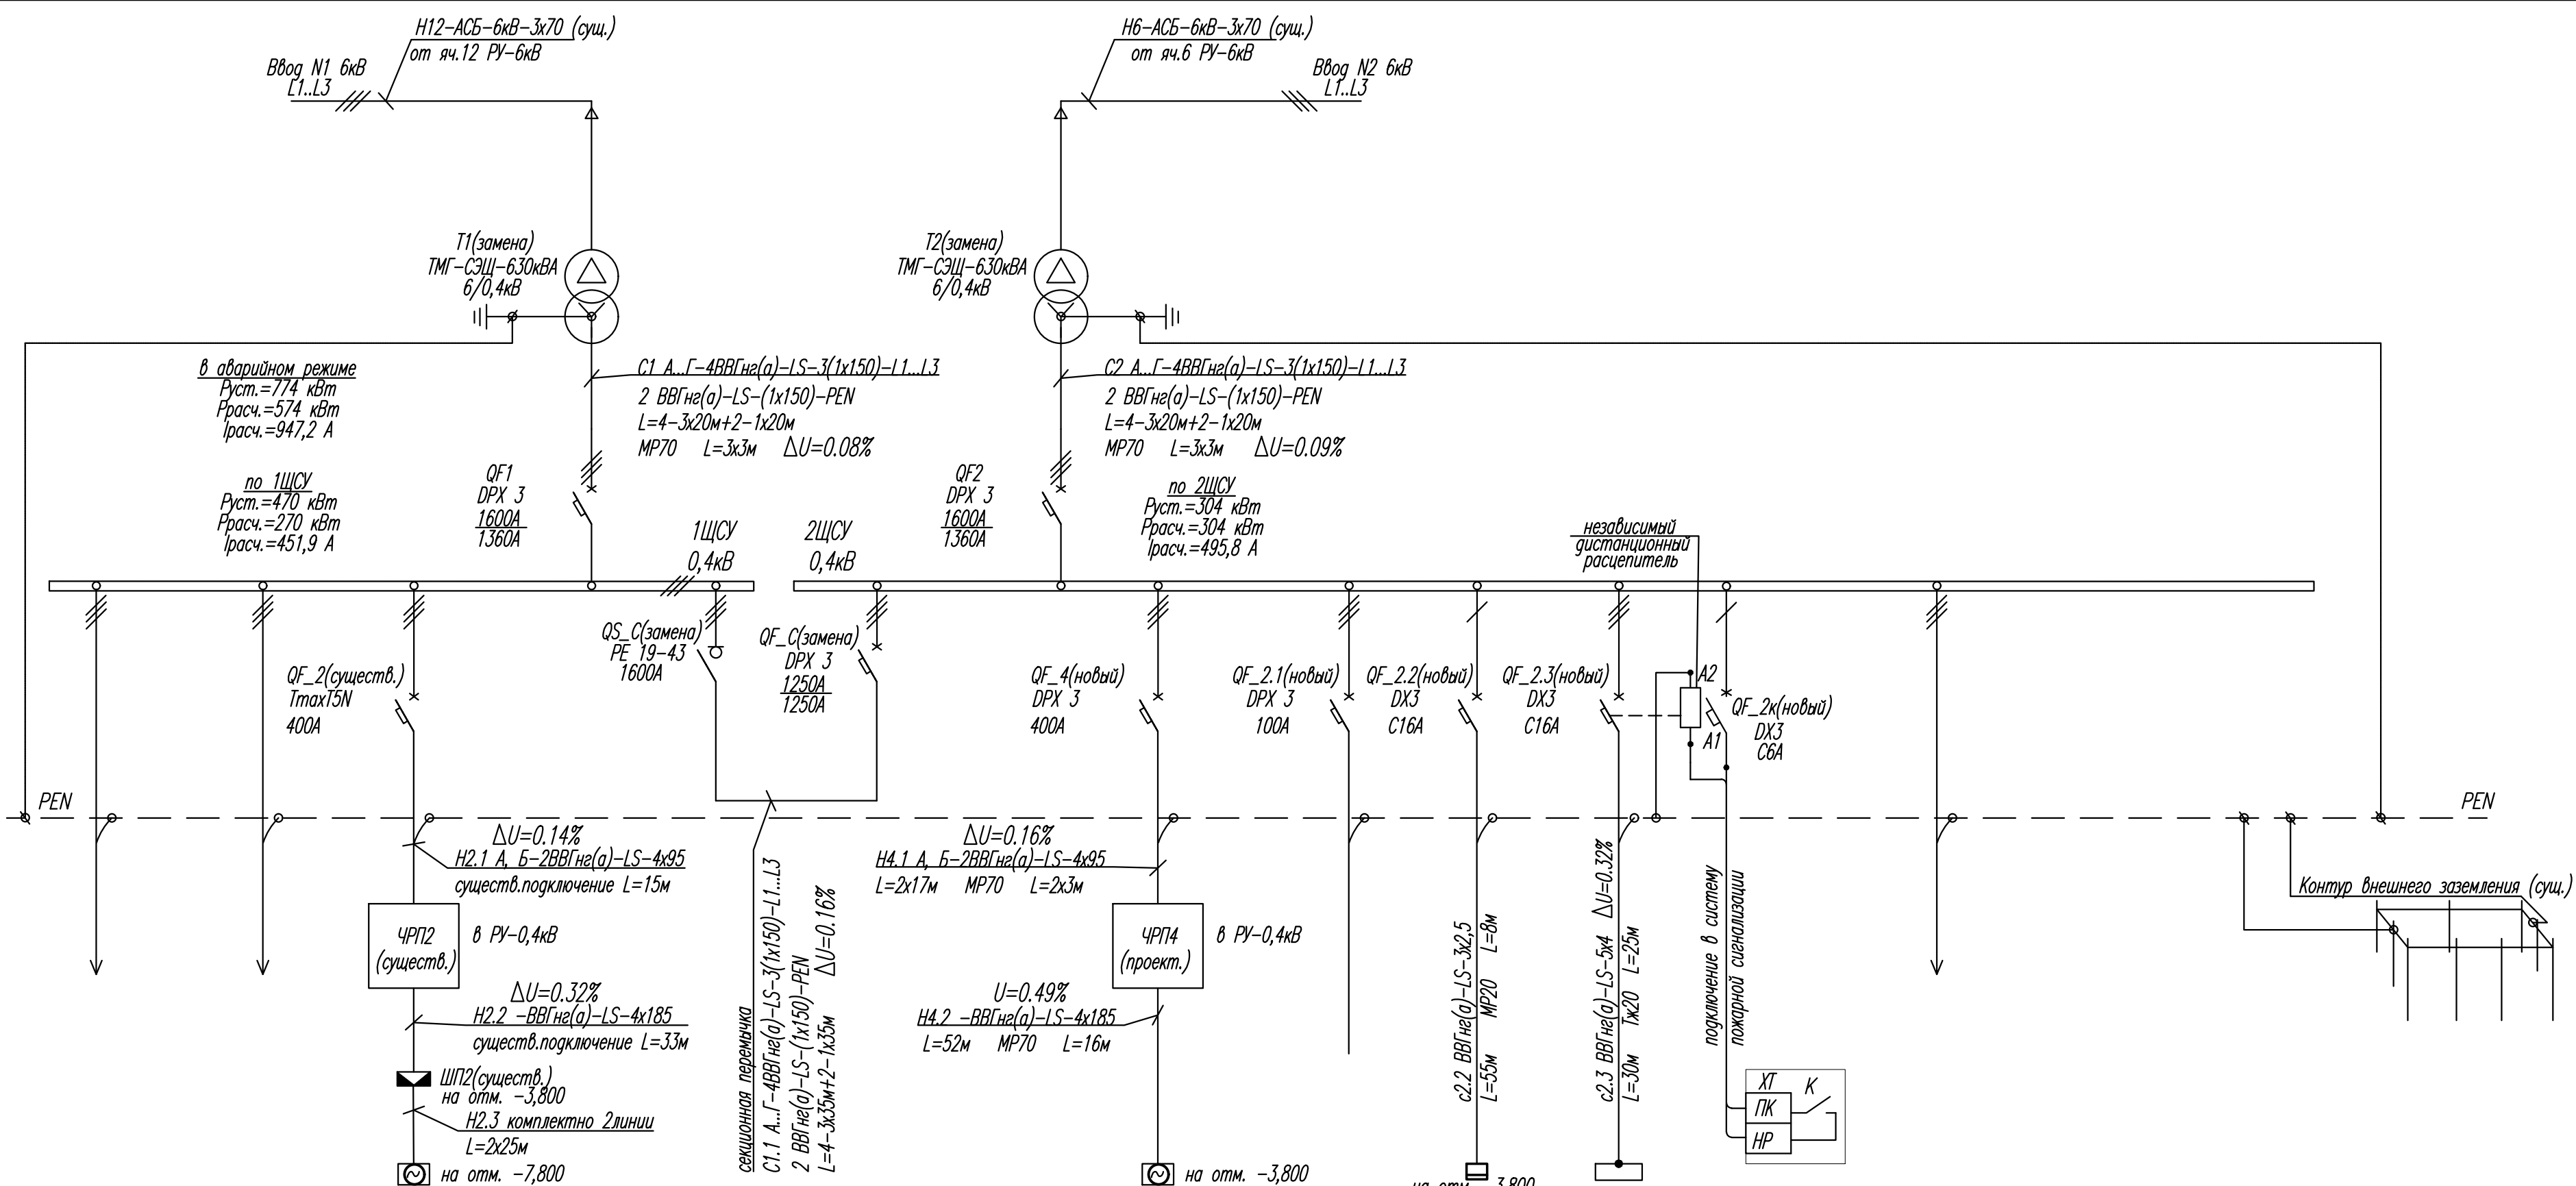 Н12-АСБ-6кВ-3х70 (сущ.)
от яч.12 РУ-6кВ
Ввод N1 6кВ
L1..L3
Н6-АСБ-6кВ-3х70 (сущ.)
от яч.6 РУ-6кВ
Ввод N2 6кВ
L1..L3
Т1(замена)
ТМГ-СЭЩ-630кВА
6/0,4кВ
Т2(замена)
ТМГ-СЭЩ-630кВА
6/0,4кВ
в аварийном режиме
Руст.=774 кВт
Ррасч.=574 кВт
Iрасч.=947,2 А
С1 А...Г-4ВВГнг(а)-LS-3(1х150)-L1...L3
2 ВВГнг(а)-LS-(1х150)-PEN
L=4-3х20м+2-1х20м
МР70 L=3х3м ΔU=0.08%
С2 А...Г-4ВВГнг(а)-LS-3(1х150)-L1...L3
2 ВВГнг(а)-LS-(1х150)-PEN
L=4-3х20м+2-1х20м
МР70 L=3х3м ΔU=0.09%
по 1ЩСУ
Руст.=470 кВт
Ррасч.=270 кВт
Iрасч.=451,9 А
QF1
DPX 3
1600А
1360А
1ЩСУ
0,4кВ
2ЩСУ
0,4кВ
QF2
DPX 3
1600А
1360А
по 2ЩСУ
Руст.=304 кВт
Ррасч.=304 кВт
Iрасч.=495,8 А
независимый
дистанционный
расцепитель
QF_2(существ.)
TmaxT5N
400А
QS_C(замена)
РЕ 19-43
1600А
QF_C(замена)
DPX 3
1250А
1250А
QF_4(новый)
DPX 3
400А
QF_2.1(новый)
DPX 3
100А
QF_2.2(новый)
DX3
С16А
QF_2.3(новый)
DX3
С16А
А2
А1
QF_2к(новый)
DX3
С6А
PEN
PEN
ΔU=0.14%
Н2.1 А, Б-2ВВГнг(а)-LS-4х95
существ.подключение L=15м
ЧРП2
(существ.)
в РУ-0,4кВ
ΔU=0.32%
Н2.2 -ВВГнг(а)-LS-4х185
существ.подключение L=33м
ШП2(существ.)
на отм. -3,800
Н2.3 комплектно 2линии
L=2х25м
на отм. -7,800
секционная перемычка
С1.1 А...Г-4ВВГнг(а)-LS-3(1х150)-L1...L3
2 ВВГнг(а)-LS-(1х150)-PEN
L=4-3х35м+2-1х35м ΔU=0.16%
ΔU=0.16%
Н4.1 А, Б-2ВВГнг(а)-LS-4х95
L=2х17м МР70 L=2х3м
ЧРП4
(проект.)
в РУ-0,4кВ
U=0.49%
Н4.2 -ВВГнг(а)-LS-4х185
L=52м МР70 L=16м
на отм. -3,800
с2.2 ВВГнг(а)-LS-3х2,5
L=55м МР20 L=8м
с2.3 ВВГнг(а)-LS-5х4 ΔU=0.32%
L=30м Тж20 L=25м
подключение в систему
пожарной сигнализации
ХТ
К
ПК
НР
Контур внешнего заземления (сущ.)
на отм. -3,800